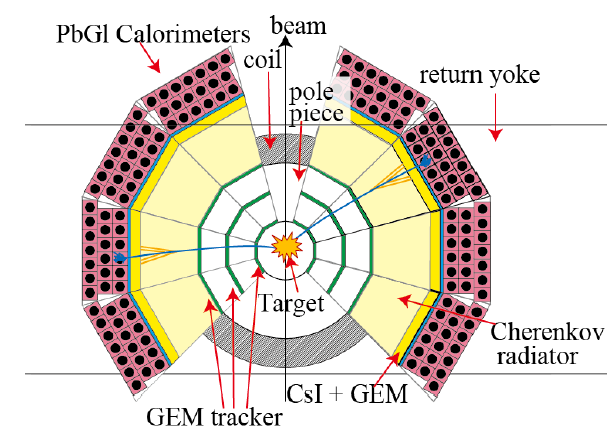 beam
PbGl Calorimeters
coil
return yoke
pole
piece
Target
Cherenkov
radiator
CsI + GEM
GEM tracker